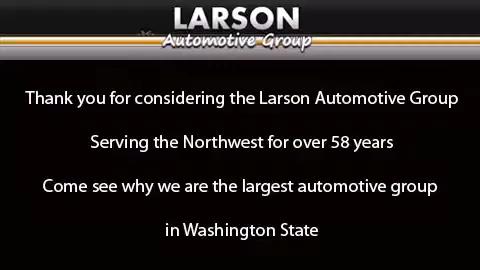 LARSON
Automotive Group
Thank you for considering the Larson Automotive Group
Serving the Northwest for over 58 years
Come see why we are the largest automotive group
in Washington State